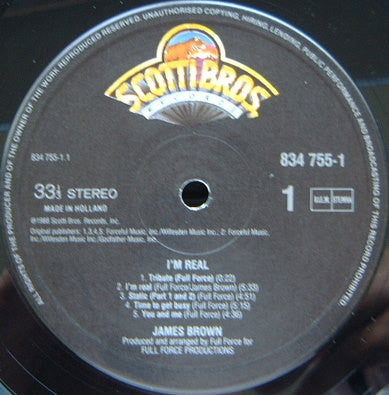 ALL RIGHTS OF THE PRODUCER AND OF THE OWNER OF THE WORK REPRODUCED RESERVED. UNAUTHORISED COPYING, HIRING, LENDING, PUBLIC PERFORMANCE AND BROADCASTING OF THIS RECORD PROHIBITED.
SCOTTI BROS.
RECORDS
834 755-1.1
834 755-1
33⅓ STEREO
MADE IN HOLLAND
1
STEMRA
℗1988 Scotti Bros. Records, Inc.
Original Publishers: 1,3,4,5: Forceful Music Inc./Willesden Music Inc.; 2: Forceful Music
Inc./Willesden Music Inc./Godfather Music Inc.
I'M REAL
1. Tribute (Full Force) (0:22)
2. I'm real (Full Force/James Brown) (5:33)
3. Static (Part 1 and 2) (Full Force) (4:51)
4. Time to get busy (Full Force) (5:15)
5. You and me (Full Force) (4:36)
JAMES BROWN
Produced and arranged by Full Force for
FULL FORCE PRODUCTIONS